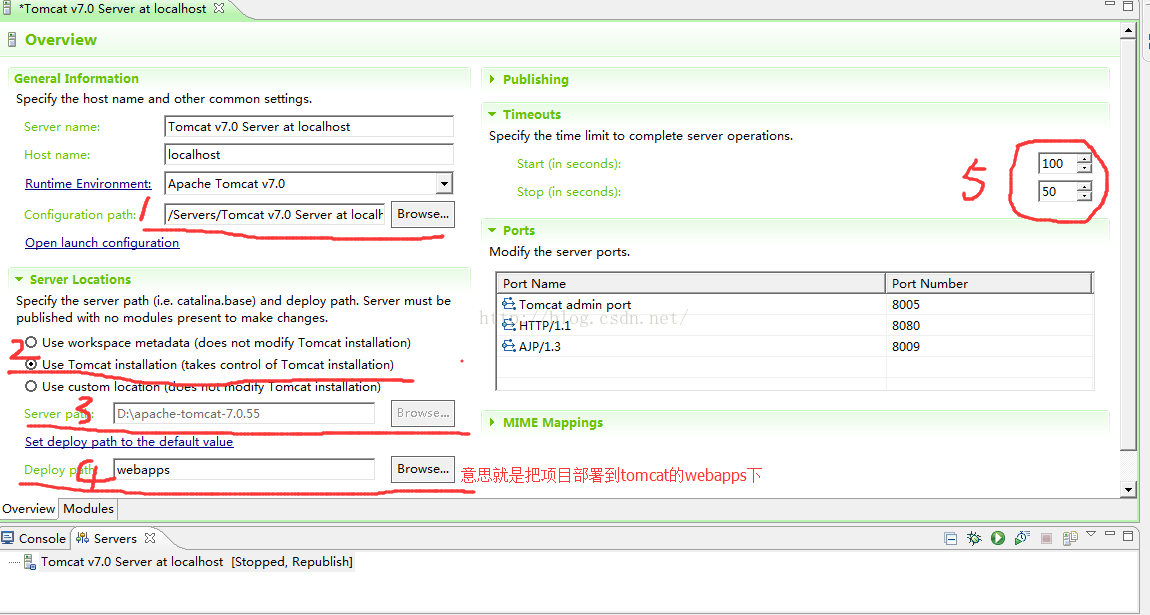 *Tomcat v7.0 Server at localhost
Overview
General Information
Specify the host name and other common settings.
Server name: Tomcat v7.0 Server at localhost
Host name: localhost
Runtime Environment: Apache Tomcat v7.0
Configuration path: 1 /Servers/Tomcat v7.0 Server at localh Browse...
Open launch configuration
Server Locations
Specify the server path (i.e. catalina.base) and deploy path. Server must be
published with no modules present to make changes.
Use workspace metadata (does not modify Tomcat installation)
2 Use Tomcat installation (takes control of Tomcat installation)
Use custom location (does not modify Tomcat installation)
Server path: 3 D:\apache-tomcat-7.0.55 Browse...
Set deploy path to the default value
Deploy path: 4 webapps Browse... 意思就是把项目部署到tomcat的webapps下
Publishing
Timeouts
Specify the time limit to complete server operations.
Start (in seconds): 100
5
Stop (in seconds): 50
Ports
Modify the server ports.
Port Name Port Number
Tomcat admin port 8005
http://blog.csdn.net/
HTTP/1.1 8080
AJP/1.3 8009
MIME Mappings
Overview Modules
Console Servers
Tomcat v7.0 Server at localhost [Stopped, Republish]